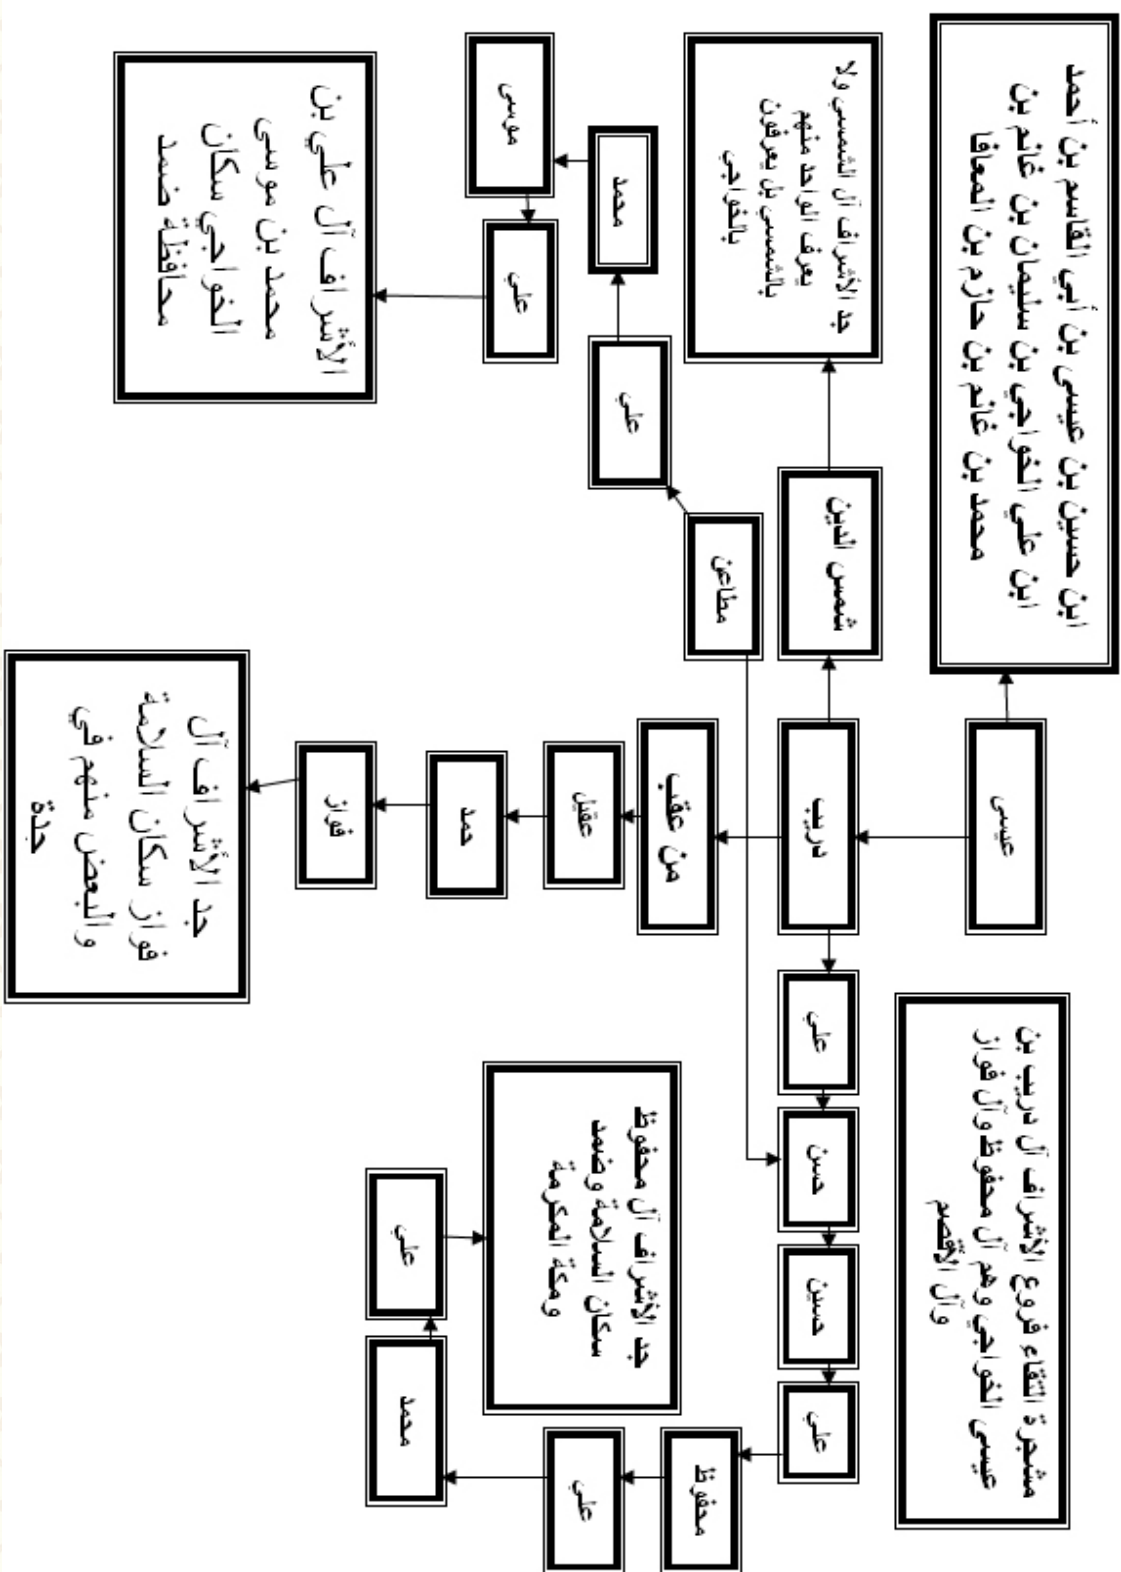 ابن حسين بن عيسى بن أبي القاسم بن أحمد
ابن علي الخواجي بن سليمان بن غانم بن
محمد بن غانم بن حازم بن المعافا
مشجرة التقاء فروع الأشراف آل دريب بن
عيسى الخواجي وهم آل محفوظ وآل فواز
وآل الأقصم
عيسى
جد الأشراف آل الشمسي ولا
يعرف الواحد منهم
بالشمسي بل يعرفون
بالخواجي
شمس الدين
دريب
علي
حسن
حسين
علي
مطاعن
علي
محمد
موسى
علي
الأشراف آل علي بن
محمد بن موسى
الخواجي سكان
محافظة ضمد
من عقب
عقيل
حمد
فواز
جد الأشراف آل
فواز سكان السلامة
والبعض منهم في
جدة
محفوظ
علي
محمد
علي
جد الأشراف آل محفوظ
سكان السلامة وضمد
ومكة المكرمة